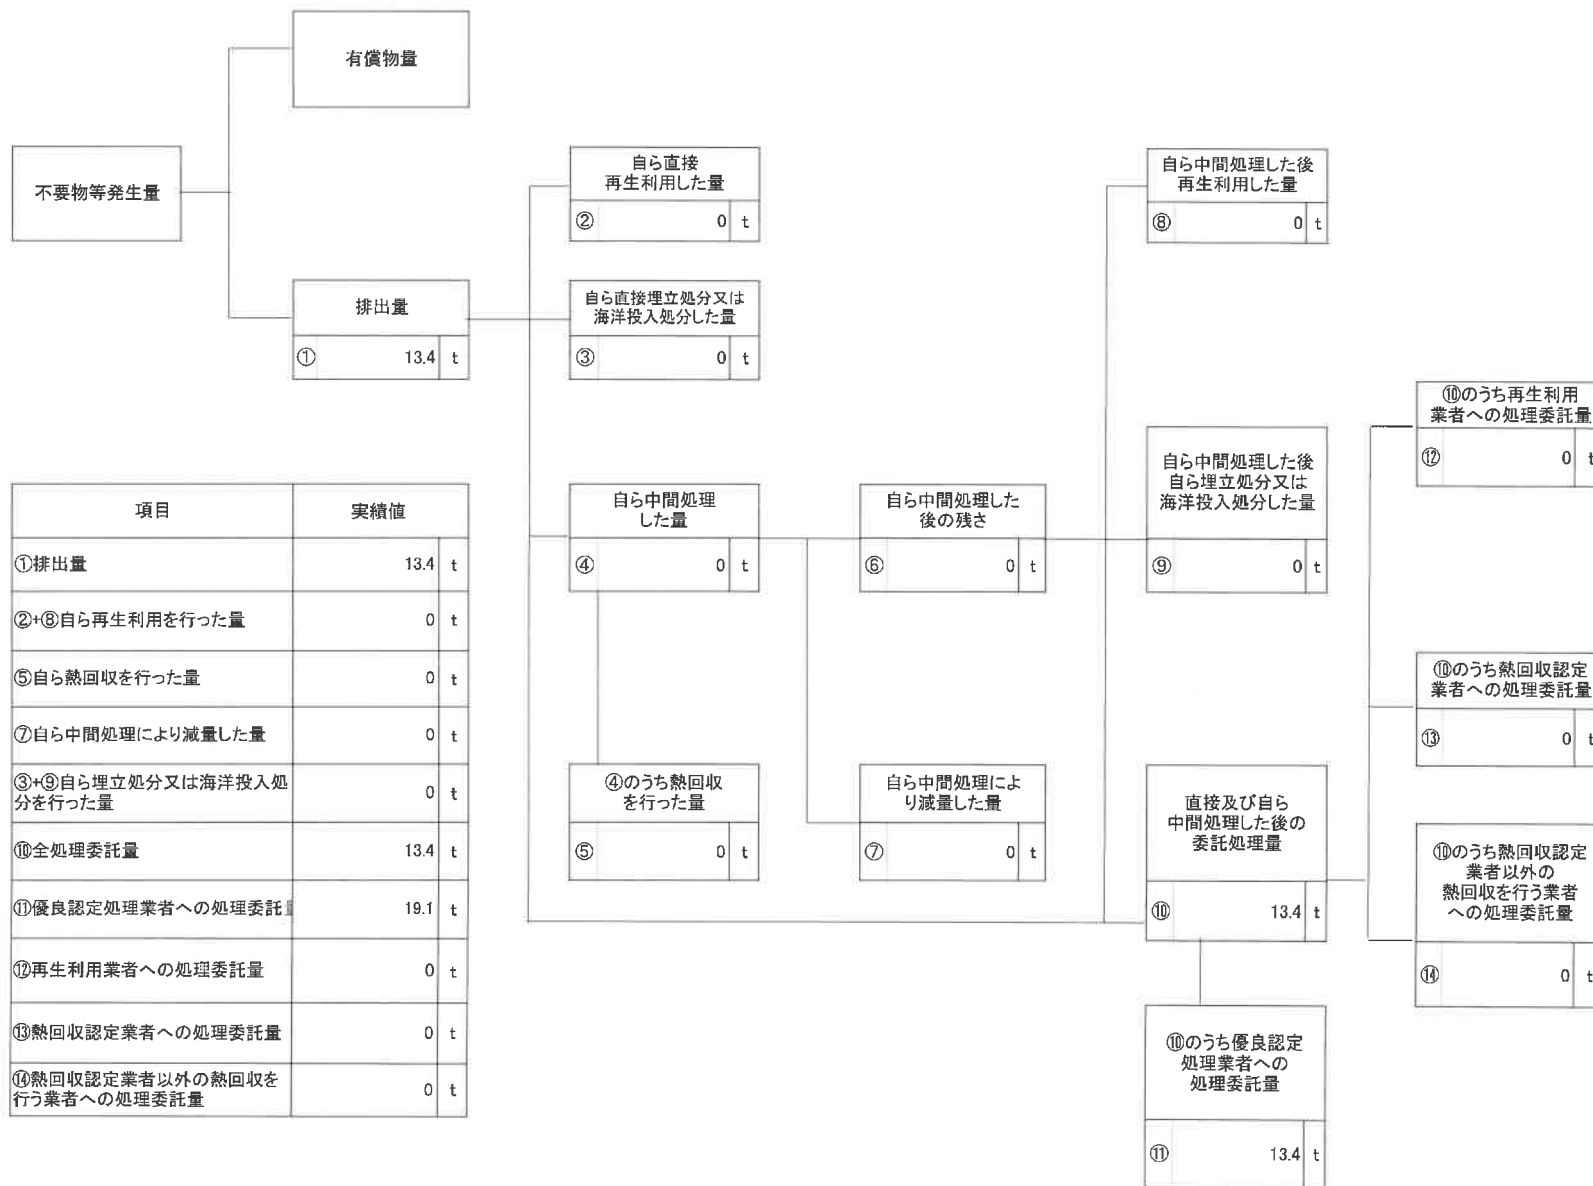 有償物量
不要物等発生量
排出量
① 13.4 t
自ら直接
再生利用した量
② 0 t
自ら直接埋立処分又は
海洋投入処分した量
③ 0 t
自ら中間処理
した量
④ 0 t
④のうち熱回収
を行った量
⑤ 0 t
自ら中間処理した
後の残さ
⑥ 0 t
自ら中間処理によ
り減量した量
⑦ 0 t
自ら中間処理した後
再生利用した量
⑧ 0 t
自ら中間処理した後
自ら埋立処分又は
海洋投入処分した量
⑨ 0 t
直接及び自ら
中間処理した後の
委託処理量
⑩ 13.4 t
⑩のうち優良認定
処理業者への
処理委託量
⑪ 13.4 t
⑩のうち再生利用
業者への処理委託量
⑫ 0 t
⑩のうち熱回収認定
業者への処理委託量
⑬ 0 t
⑩のうち熱回収認定
業者以外の
熱回収を行う業者
への処理委託量
⑭ 0 t
項目 実績値
①排出量 13.4 t
②+⑧自ら再生利用を行った量 0 t
⑤自ら熱回収を行った量 0 t
⑦自ら中間処理により減量した量 0 t
③+⑨自ら埋立処分又は海洋投入処
分を行った量 0 t
⑩全処理委託量 13.4 t
⑪優良認定処理業者への処理委託 19.1 t
⑫再生利用業者への処理委託量 0 t
⑬熱回収認定業者への処理委託量 0 t
⑭熱回収認定業者以外の熱回収を
行う業者への処理委託量 0 t